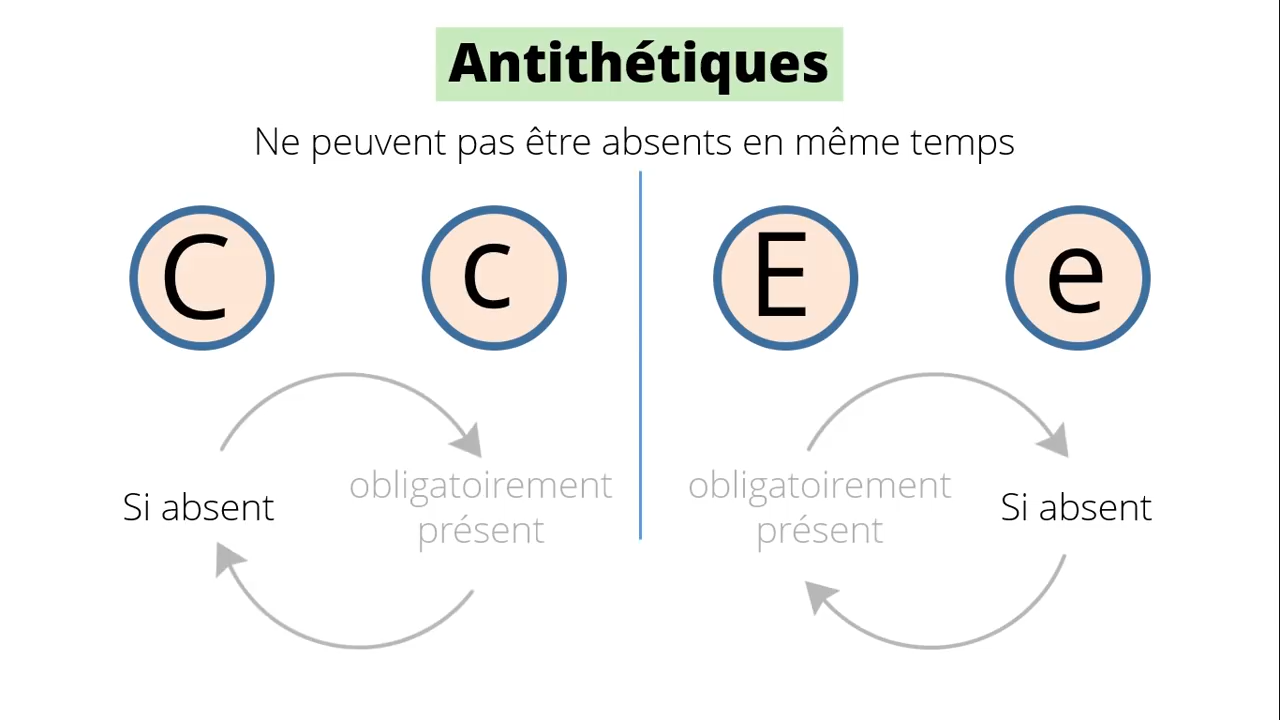 Antithétiques
Ne peuvent pas être absents en même temps
C
c
E
e
Si absent
obligatoirement
présent
obligatoirement
présent
Si absent